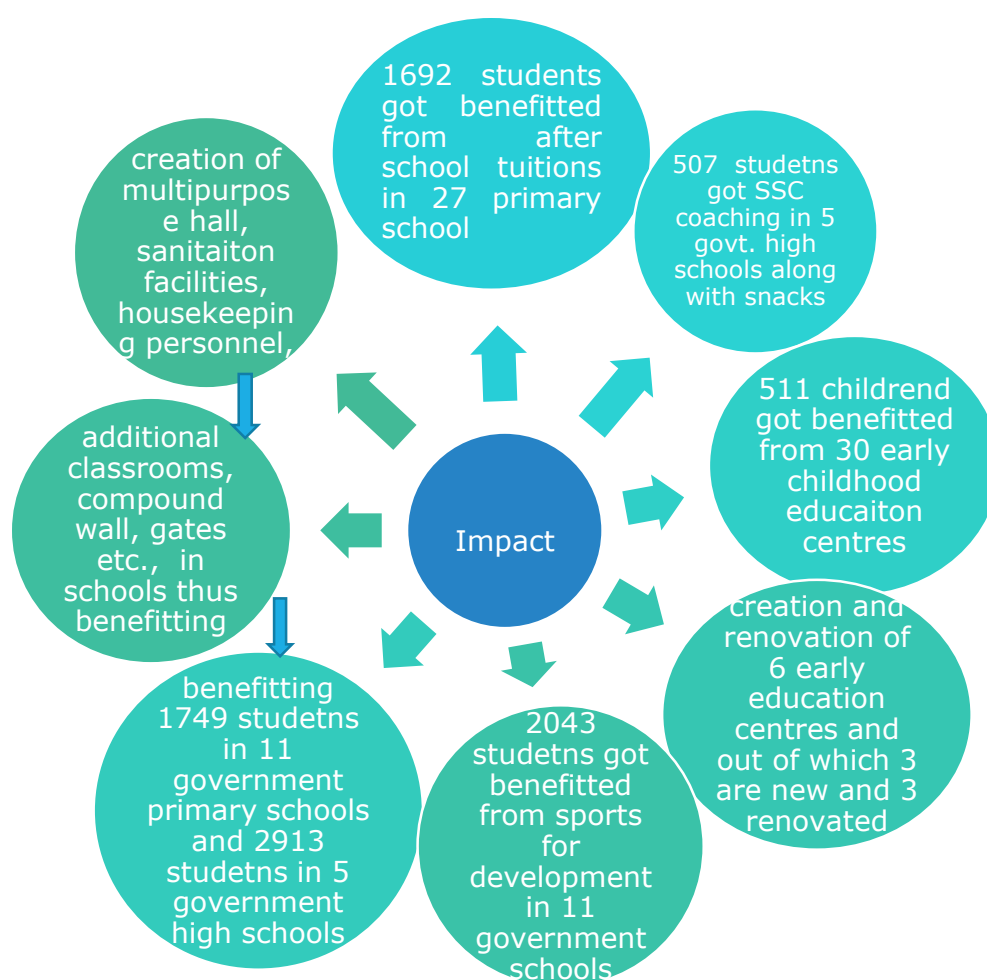 1692 students
got benefitted
from after
school tuitions
in 27 primary
school
507 studetns
got SSC
coaching in 5
govt. high
schools along
with snacks
511 childrend
got benefitted
from 30 early
childhood
educaiton
centres
creation and
renovation of
6 early
education
centres and
out of which 3
are new and 3
renovated
2043
studetns got
benefitted
from sports
for
development
in 11
government
schools
benefitting
1749 studetns
in 11
government
primary schools
and 2913
studetns in 5
government
high schools
additional
classrooms,
compound
wall, gates
etc., in
schools thus
benefitting
creation of
multipurpos
e hall,
sanitaiton
facilities,
housekeepin
g personnel,
Impact